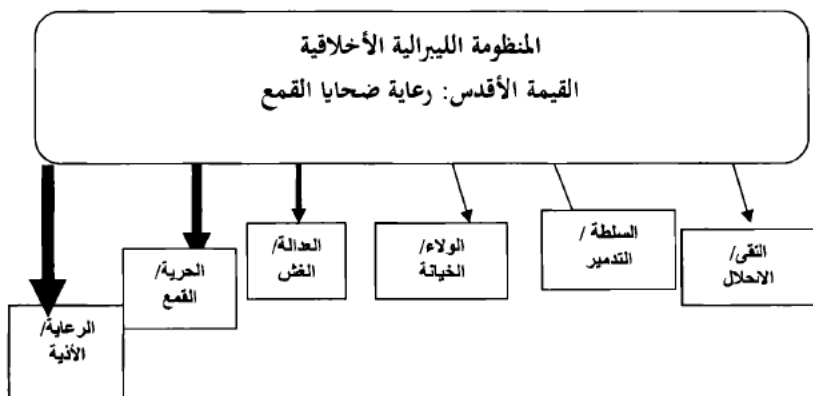 المنظومة الليبرالية الأخلاقية
القيمة الأقدس: رعاية ضحايا القمع
التقى/
الانحلال
السلطة /
التدمير
الولاء/
الخيانة
العدالة/
الغش
الحرية/
القمع
الرعاية/
الأذية